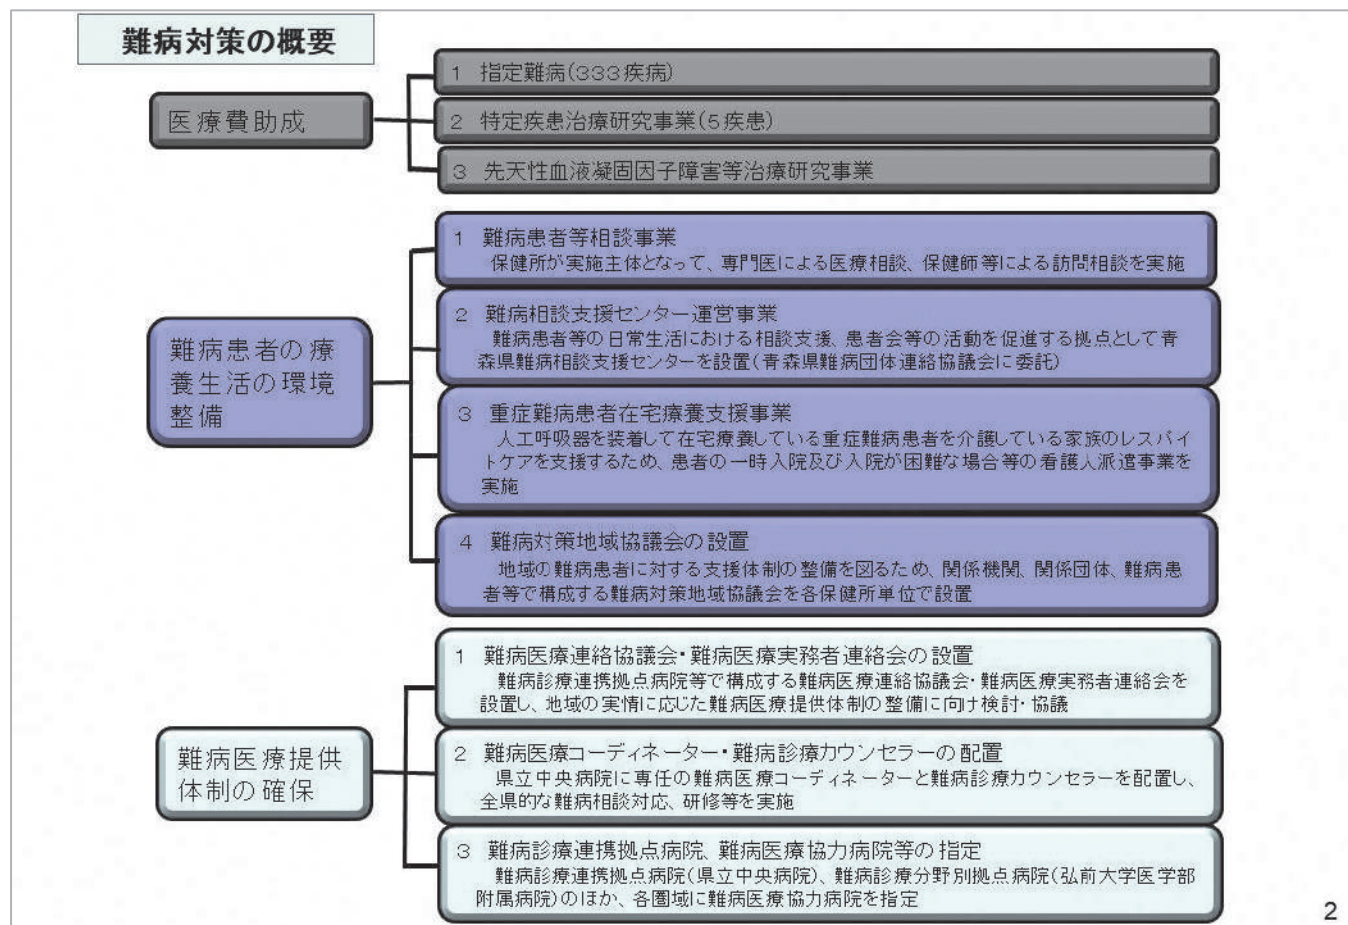 難病対策の概要
医療費助成
1 指定難病(333疾病)
2 特定疾患治療研究事業(5疾患)
3 先天性血液凝固因子障害等治療研究事業
難病患者の療
養生活の環境
整備
1 難病患者等相談事業
保健所が実施主体となって、専門医による医療相談、保健師等による訪問相談を実施
2 難病相談支援センター運営事業
難病患者等の日常生活における相談支援、患者会等の活動を促進する拠点として青
森県難病相談支援センターを設置(青森県難病団体連絡協議会に委託)
3 重症難病患者在宅療養支援事業
人工呼吸器を装着して在宅療養している重症難病患者を介護している家族のレスパイ
トケアを支援するため、患者の一時入院及び入院が困難な場合等の看護人派遣事業を
実施
4 難病対策地域協議会の設置
地域の難病患者に対する支援体制の整備を図るため、関係機関、関係団体、難病患
者等で構成する難病対策地域協議会を各保健所単位で設置
難病医療提供
体制の確保
1 難病医療連絡協議会・難病医療実務者連絡会の設置
難病診療連携拠点病院等で構成する難病医療連絡協議会・難病医療実務者連絡会を
設置し、地域の実情に応じた難病医療提供体制の整備に向け検討・協議
2 難病医療コーディネーター・難病診療カウンセラーの配置
県立中央病院に専任の難病医療コーディネーターと難病診療カウンセラーを配置し、
全県的な難病相談対応、研修等を実施
3 難病診療連携拠点病院、難病医療協力病院等の指定
難病診療連携拠点病院(県立中央病院)、難病診療分野別拠点病院(弘前大学医学部
附属病院)のほか、各圏域に難病医療協力病院を指定
2